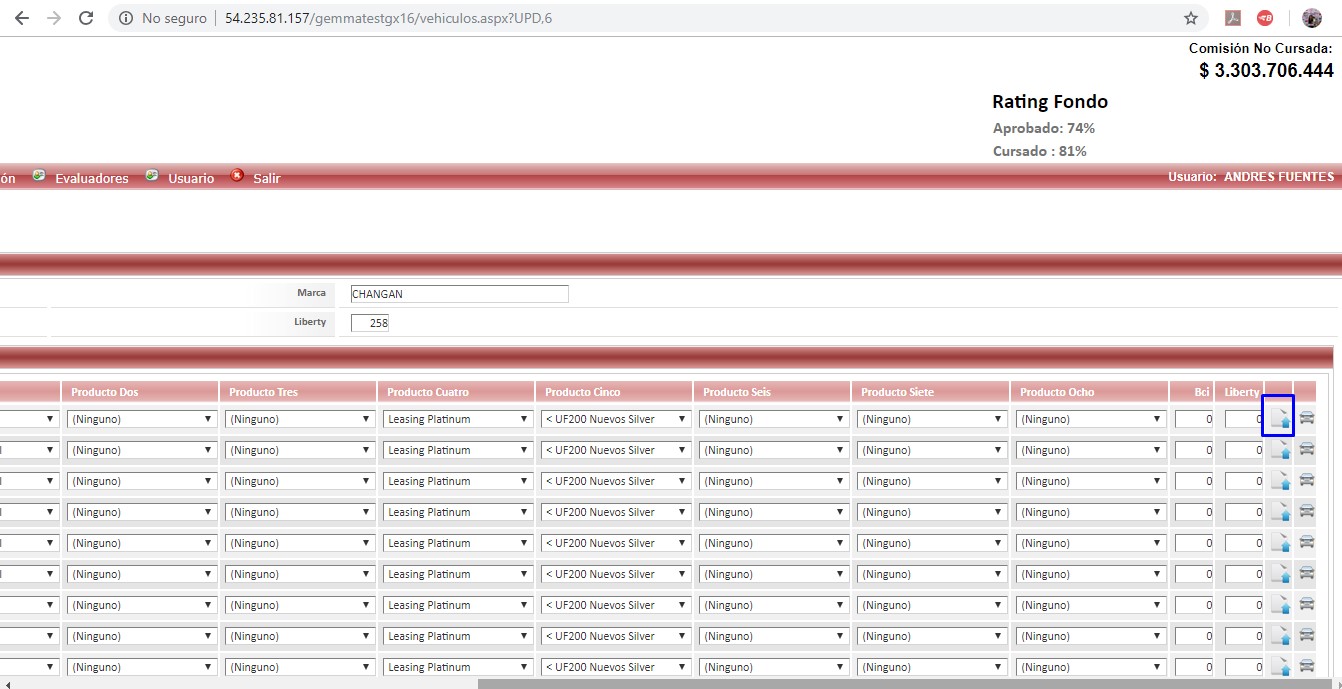 No seguro 54.235.81.157/gemmatestgx16/vehiculos.aspx?UPD,6
Comisión No Cursada:
$ 3.303.706.444
Rating Fondo
Aprobado: 74%
Cursado : 81%
ón Evaluadores Usuario Salir Usuario: ANDRES FUENTES
Marca CHANGAN
Liberty 258
Producto Dos Producto Tres Producto Cuatro Producto Cinco Producto Seis Producto Siete Producto Ocho Bci Liberty
(Ninguno) (Ninguno) Leasing Platinum < UF200 Nuevos Silver (Ninguno) (Ninguno) (Ninguno) 0 0
(Ninguno) (Ninguno) Leasing Platinum < UF200 Nuevos Silver (Ninguno) (Ninguno) (Ninguno) 0 0
(Ninguno) (Ninguno) Leasing Platinum < UF200 Nuevos Silver (Ninguno) (Ninguno) (Ninguno) 0 0
(Ninguno) (Ninguno) Leasing Platinum < UF200 Nuevos Silver (Ninguno) (Ninguno) (Ninguno) 0 0
(Ninguno) (Ninguno) Leasing Platinum < UF200 Nuevos Silver (Ninguno) (Ninguno) (Ninguno) 0 0
(Ninguno) (Ninguno) Leasing Platinum < UF200 Nuevos Silver (Ninguno) (Ninguno) (Ninguno) 0 0
(Ninguno) (Ninguno) Leasing Platinum < UF200 Nuevos Silver (Ninguno) (Ninguno) (Ninguno) 0 0
(Ninguno) (Ninguno) Leasing Platinum < UF200 Nuevos Silver (Ninguno) (Ninguno) (Ninguno) 0 0
(Ninguno) (Ninguno) Leasing Platinum < UF200 Nuevos Silver (Ninguno) (Ninguno) (Ninguno) 0 0